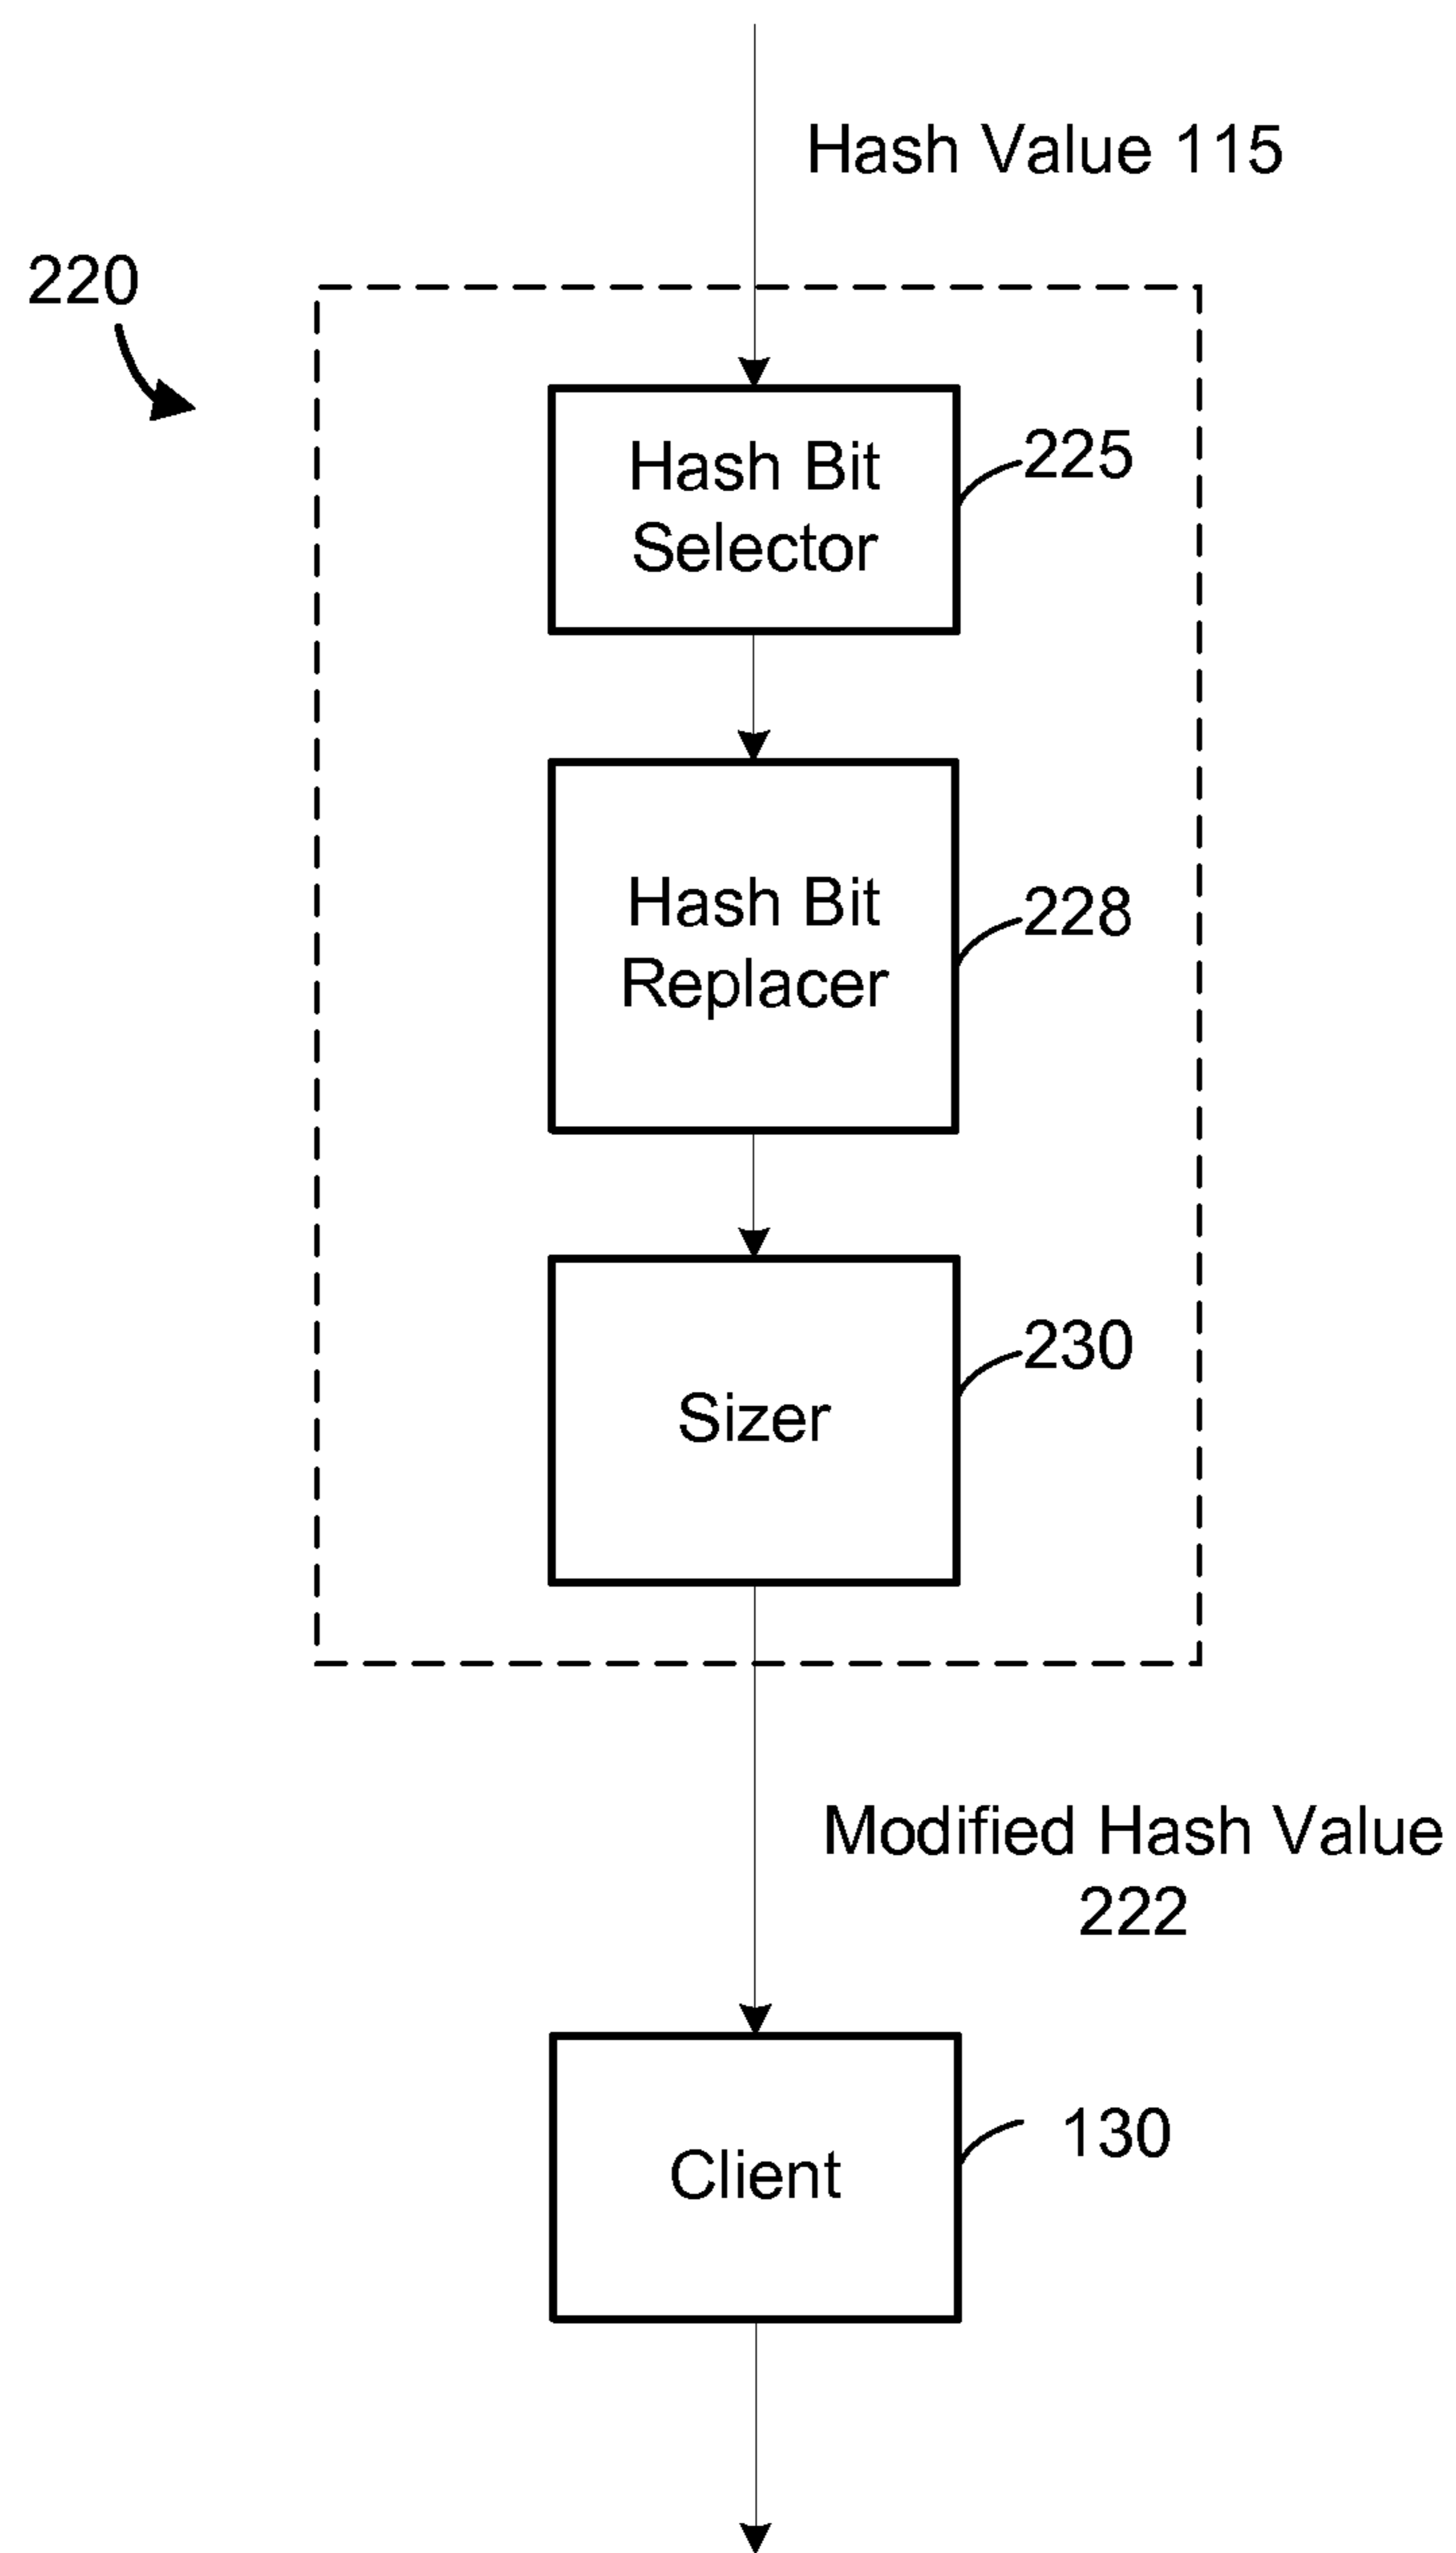 Hash Value 115
220
Hash Bit
Selector
225
Hash Bit
Replacer
228
Sizer
230
Modified Hash Value
222
Client
130